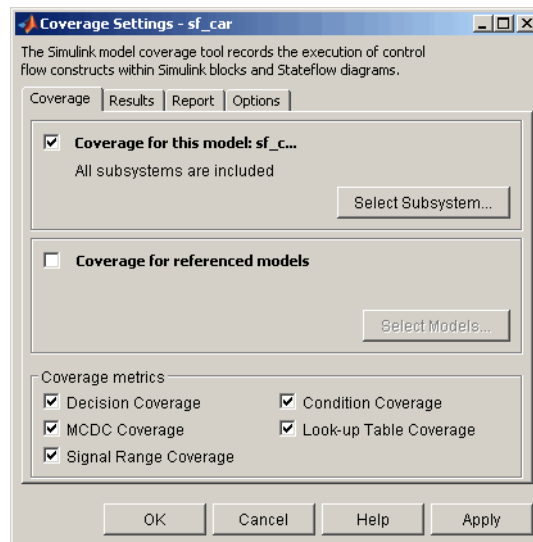 Coverage Settings - sf_car
The Simulink model coverage tool records the execution of control
flow constructs within Simulink blocks and Stateflow diagrams.
Coverage Results Report Options
Coverage for this model: sf_c...
All subsystems are included
Select Subsystem...
Coverage for referenced models
Select Models...
Coverage metrics
Decision Coverage Condition Coverage
MCDC Coverage Look-up Table Coverage
Signal Range Coverage
OK Cancel Help Apply